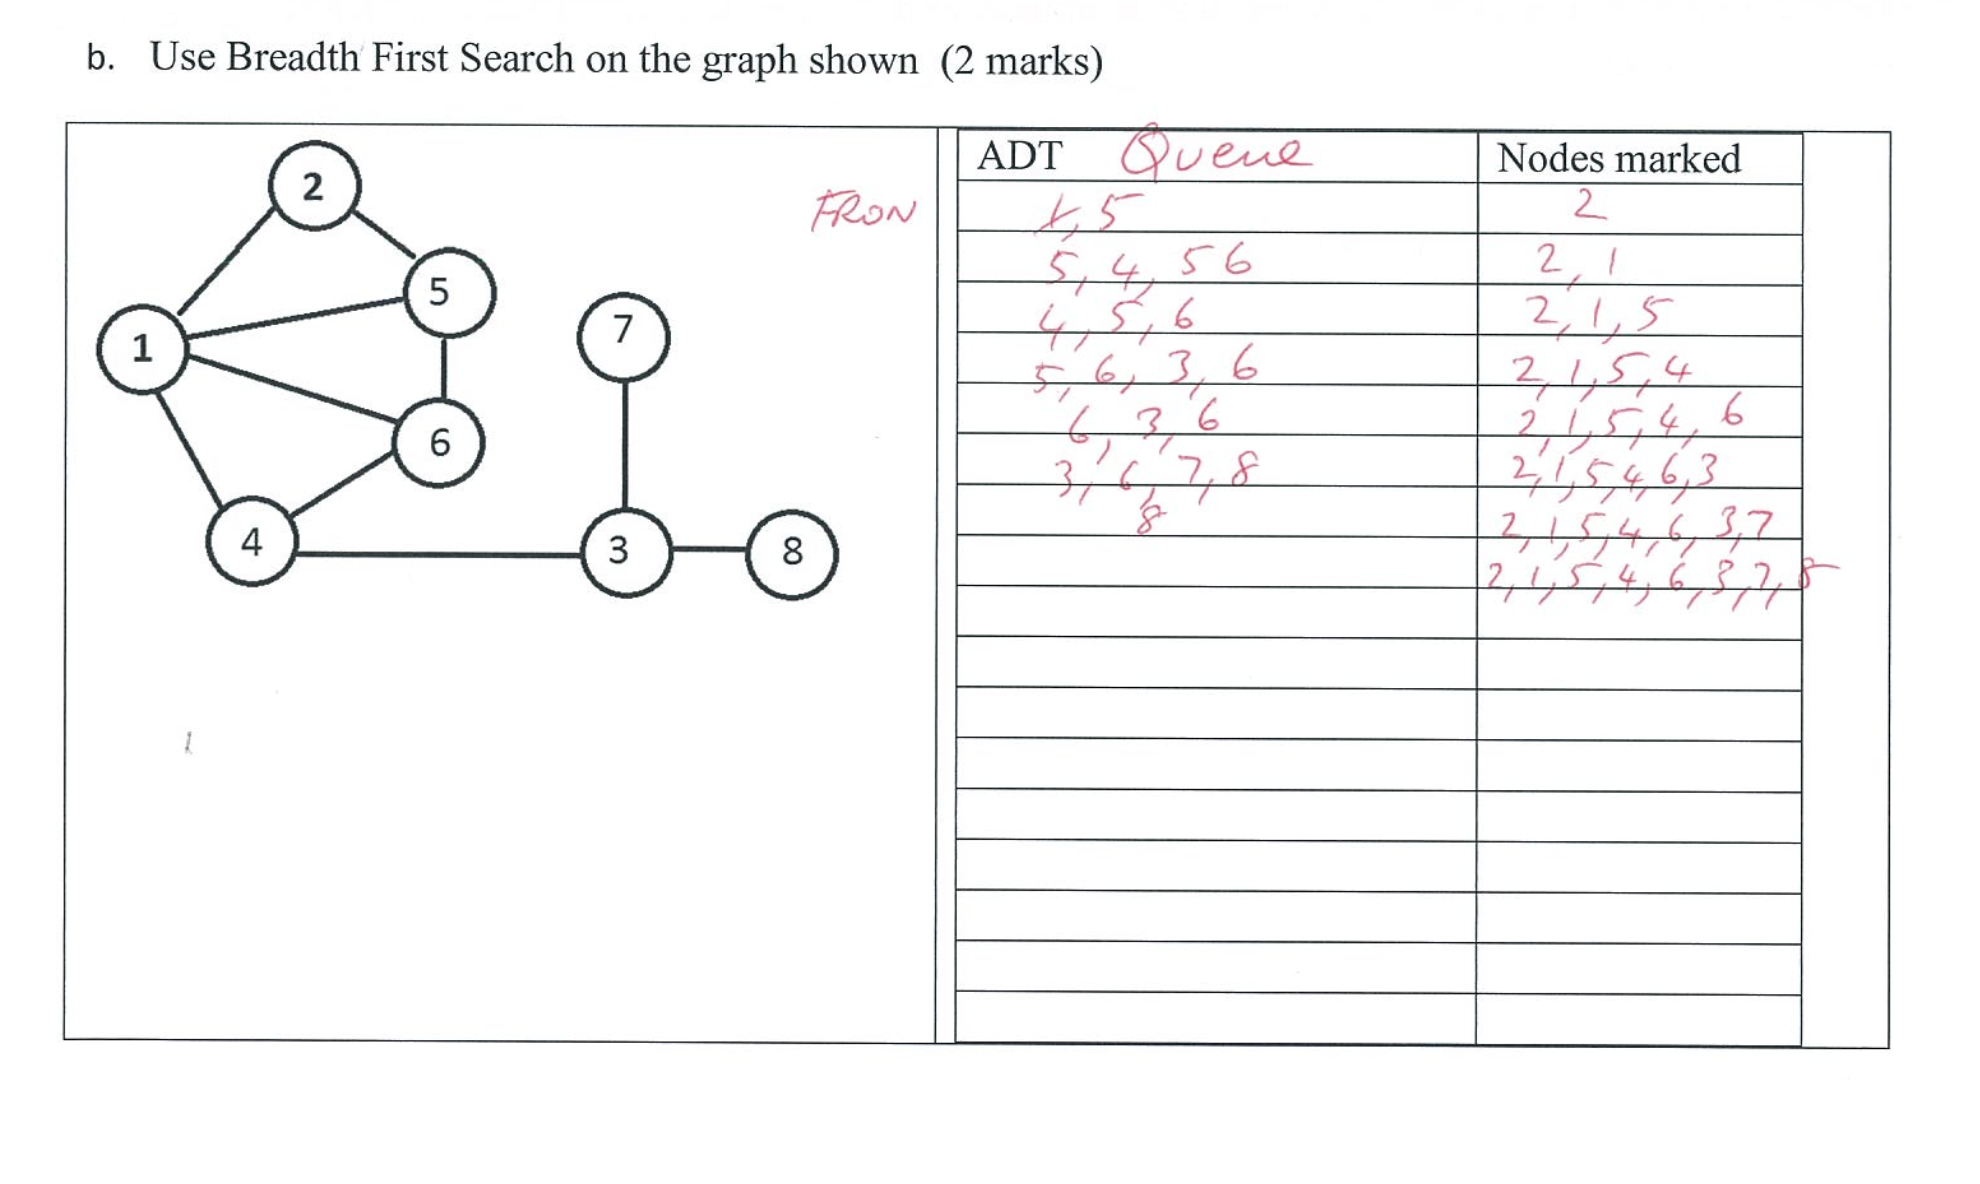 b. Use Breadth First Search on the graph shown (2 marks)
ADT Queue
Nodes marked
FRON
1, 5
2
5, 4, 5 6
2, 1
4, 5, 6
2, 1, 5
5, 6, 3, 6
2, 1, 5, 4
6, 3, 6
2, 1, 5, 4, 6
3, 6, 7, 8
2, 1, 5, 4, 6, 3
8
2, 1, 5, 4, 6, 3, 7
2, 1, 5, 4, 6, 3, 7, 8
2
5
7
1
6
4
3
8